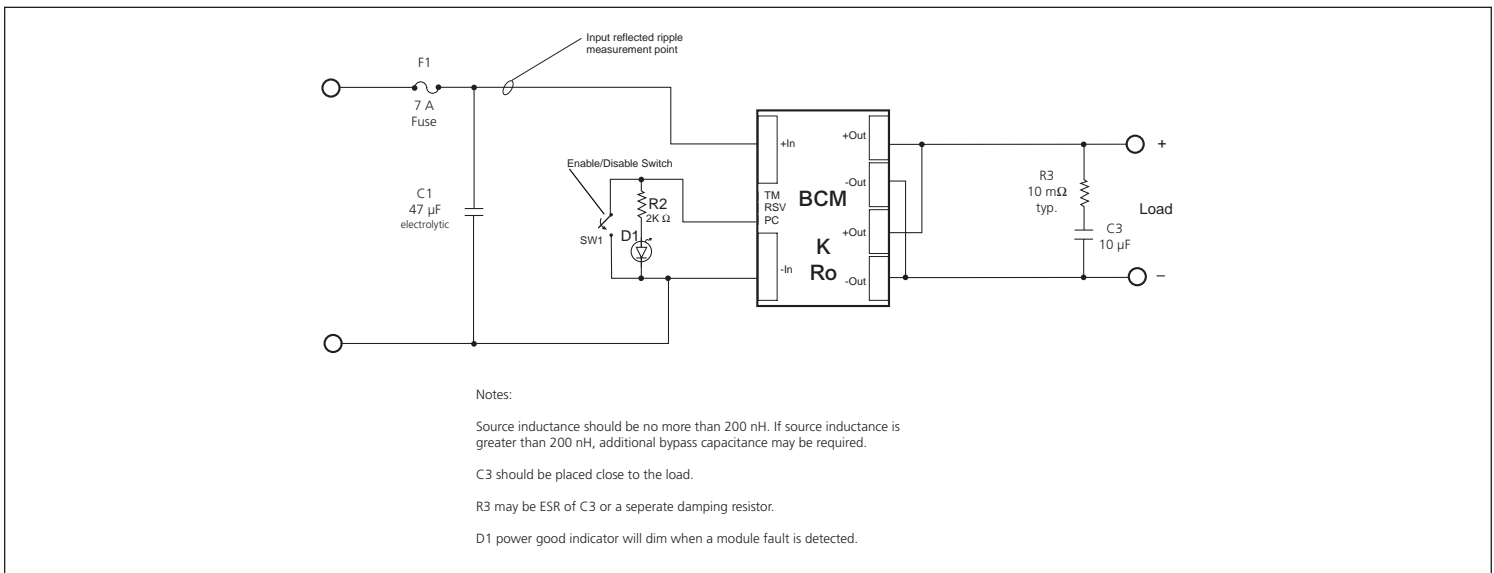 Input reflected ripple
measurement point
F1
7 A
Fuse
C1
47 µF
electrolytic
Enable/Disable Switch
SW1
R2
2K Ω
D1
+In
TM
RSV
PC
-In
BCM
K
Ro
+Out
-Out
+Out
-Out
R3
10 mΩ
typ.
C3
10 µF
+
Load
–
Notes:
Source inductance should be no more than 200 nH. If source inductance is
greater than 200 nH, additional bypass capacitance may be required.
C3 should be placed close to the load.
R3 may be ESR of C3 or a seperate damping resistor.
D1 power good indicator will dim when a module fault is detected.